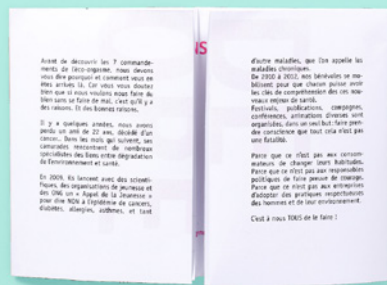 NS
Avant de découvrir les 7 commande-
ments de l'éco-orgasme, nous devons
vous dire pourquoi et comment vous en
êtes arrivés là. Car vous vous doutez
bien que si nous voulons nous faire du
bien sans se faire de mal, c'est qu'il y a
des raisons. Et des bonnes raisons.
Il y a quelques années, nous avons
perdu un ami de 22 ans, décédé d'un
cancer... Dans les mois qui suivent, ses
camarades rencontrent de nombreux
spécialistes des liens entre dégradation
de l'environnement et santé.
En 2009, ils lancent avec des scienti-
fiques, des organisations de jeunesse et
des ONG un « Appel de la Jeunesse »
pour dire NON à l'épidémie de cancers,
diabètes, allergies, asthmes, et tant
d'autre maladies, que l'on appelle les
maladies chroniques.
De 2010 à 2012, nos bénévoles se mo-
bilisent pour que chacun puisse avoir
les clés de compréhension des ces nou-
veaux enjeux de santé.
Festivals, publications, campagnes,
conférences, animations diverses sont
organisées, dans un seul but: faire pren-
dre conscience que tout cela n'est pas
une fatalité.
Parce que ce n'est pas aux consom-
mateurs de changer leurs habitudes.
Parce que ce n'est pas aux responsables
politiques de faire preuve de courage.
Parce que ce n'est pas aux entreprises
d'adopter des pratiques respectueuses
des hommes et de leur environnement.
C'est à nous TOUS de le faire !